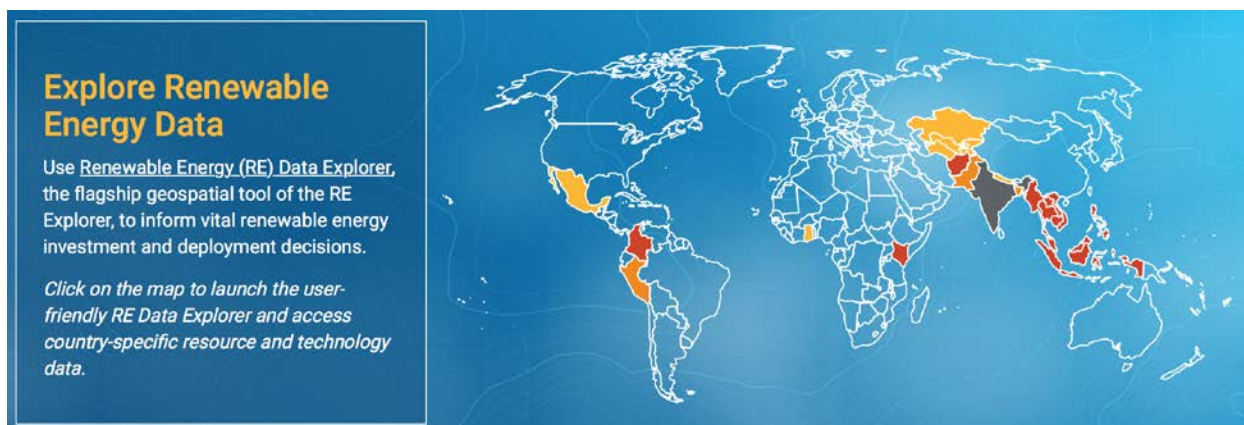 Explore Renewable
Energy Data
Use Renewable Energy (RE) Data Explorer,
the flagship geospatial tool of the RE
Explorer, to inform vital renewable energy
investment and deployment decisions.
Click on the map to launch the user-
friendly RE Data Explorer and access
country-specific resource and technology
data.